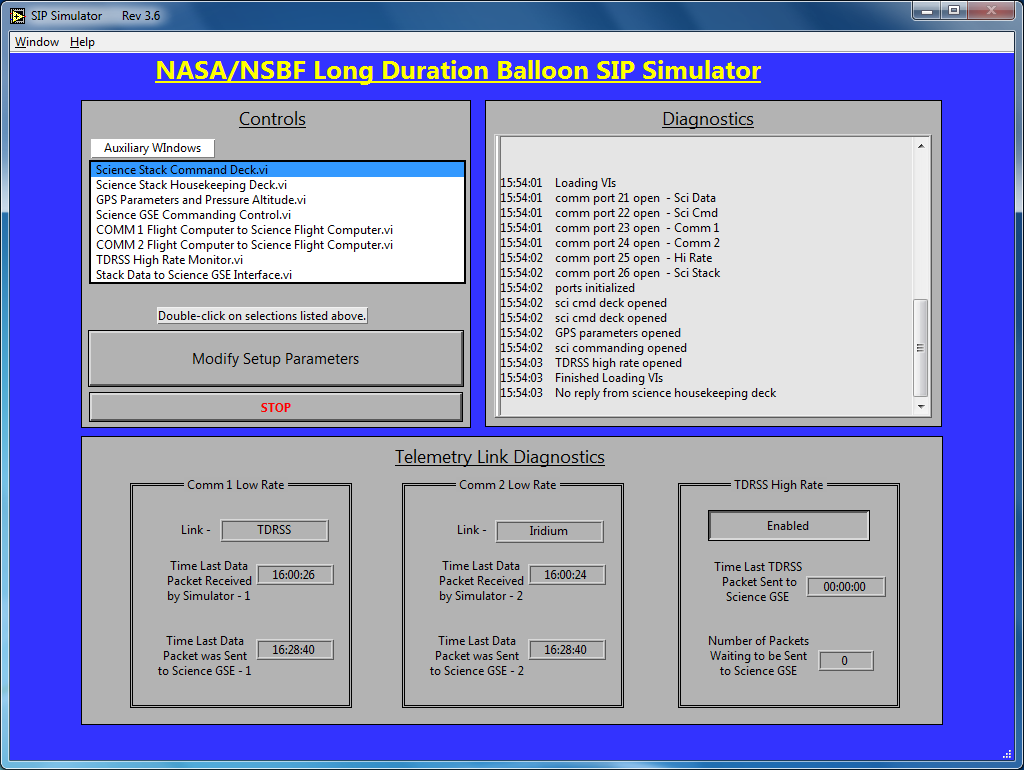 SIP Simulator Rev 3.6
Window Help
NASA/NSBF Long Duration Balloon SIP Simulator
Controls
Auxiliary WIndows
Science Stack Command Deck.vi
Science Stack Housekeeping Deck.vi
GPS Parameters and Pressure Altitude.vi
Science GSE Commanding Control.vi
COMM 1 Flight Computer to Science Flight Computer.vi
COMM 2 Flight Computer to Science Flight Computer.vi
TDRSS High Rate Monitor.vi
Stack Data to Science GSE Interface.vi
Double-click on selections listed above.
Modify Setup Parameters
STOP
Diagnostics
15:54:01 Loading VIs
15:54:01 comm port 21 open - Sci Data
15:54:01 comm port 22 open - Sci Cmd
15:54:01 comm port 23 open - Comm 1
15:54:01 comm port 24 open - Comm 2
15:54:02 comm port 25 open - Hi Rate
15:54:02 comm port 26 open - Sci Stack
15:54:02 ports initialized
15:54:02 sci cmd deck opened
15:54:02 sci cmd deck opened
15:54:02 GPS parameters opened
15:54:02 sci commanding opened
15:54:03 TDRSS high rate opened
15:54:03 Finished Loading VIs
15:54:03 No reply from science housekeeping deck
Telemetry Link Diagnostics
Comm 1 Low Rate
Link - TDRSS
Time Last Data
Packet Received 16:00:26
by Simulator - 1
Time Last Data
Packet was Sent 16:28:40
to Science GSE - 1
Comm 2 Low Rate
Link - Iridium
Time Last Data
Packet Received 16:00:24
by Simulator - 2
Time Last Data
Packet was Sent 16:28:40
to Science GSE - 2
TDRSS High Rate
Enabled
Time Last TDRSS
Packet Sent to 00:00:00
Science GSE
Number of Packets
Waiting to be Sent 0
to Science GSE